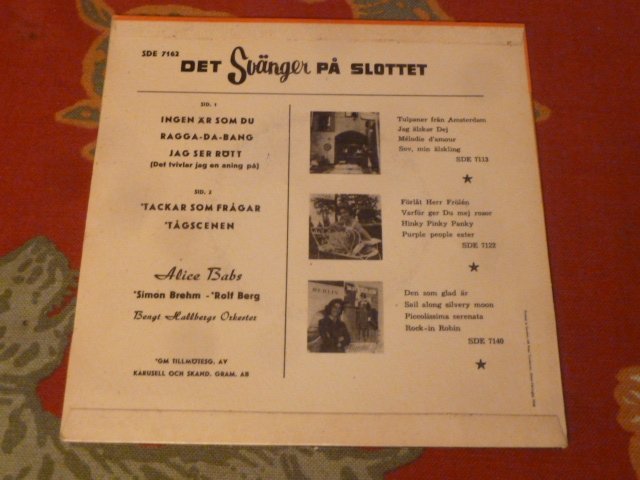 SDE 7162
DET Svänger PÅ SLOTTET
SID. 1
INGEN ÄR SOM DU
RAGGA-DA-BANG
JAG SER RÖTT
(Det tvivlar jag en aning på)
SID. 2
*TACKAR SOM FRÅGAR
*TÅGSCENEN
Alice Babs
*Simon Brehm - *Rolf Berg
Bengt Hallbergs Orkester
*GM TILLMÖTESG. AV
KARUSELL OCH SKAND. GRAM. AB
Tulpaner från Amsterdam
Jag älskar Dej
Mélodie d'amour
Sov, min älskling
SDE 7113
Förlåt Herr Frölén
Varför ger Du mej rosor
Hinky Pinky Panky
Purple people eater
SDE 7122
BERLIN
Den som glad är
Sail along silvery moon
Piccolissima serenata
Rock-in Robin
SDE 7140